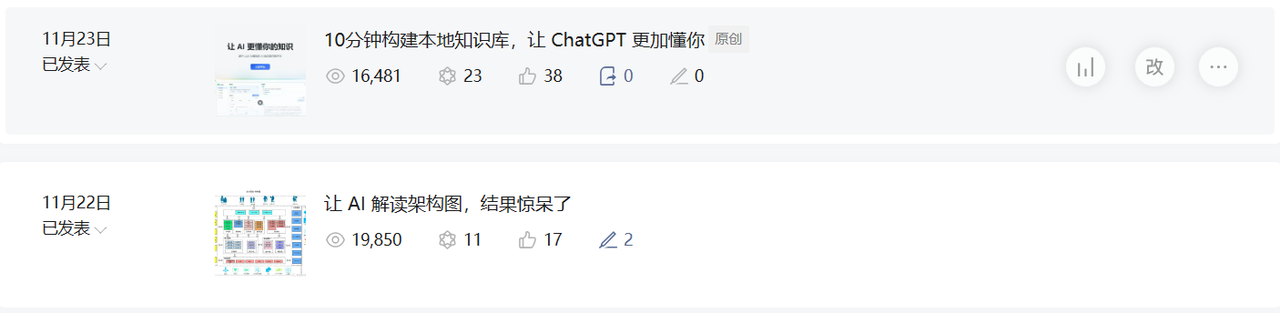 11月23日
已发表
让 AI 更懂你的知识
10分钟构建本地知识库，让 ChatGPT 更加懂你 原创
16,481 23 38 0 0
改
11月22日
已发表
让 AI 解读架构图，结果惊呆了
19,850 11 17 2